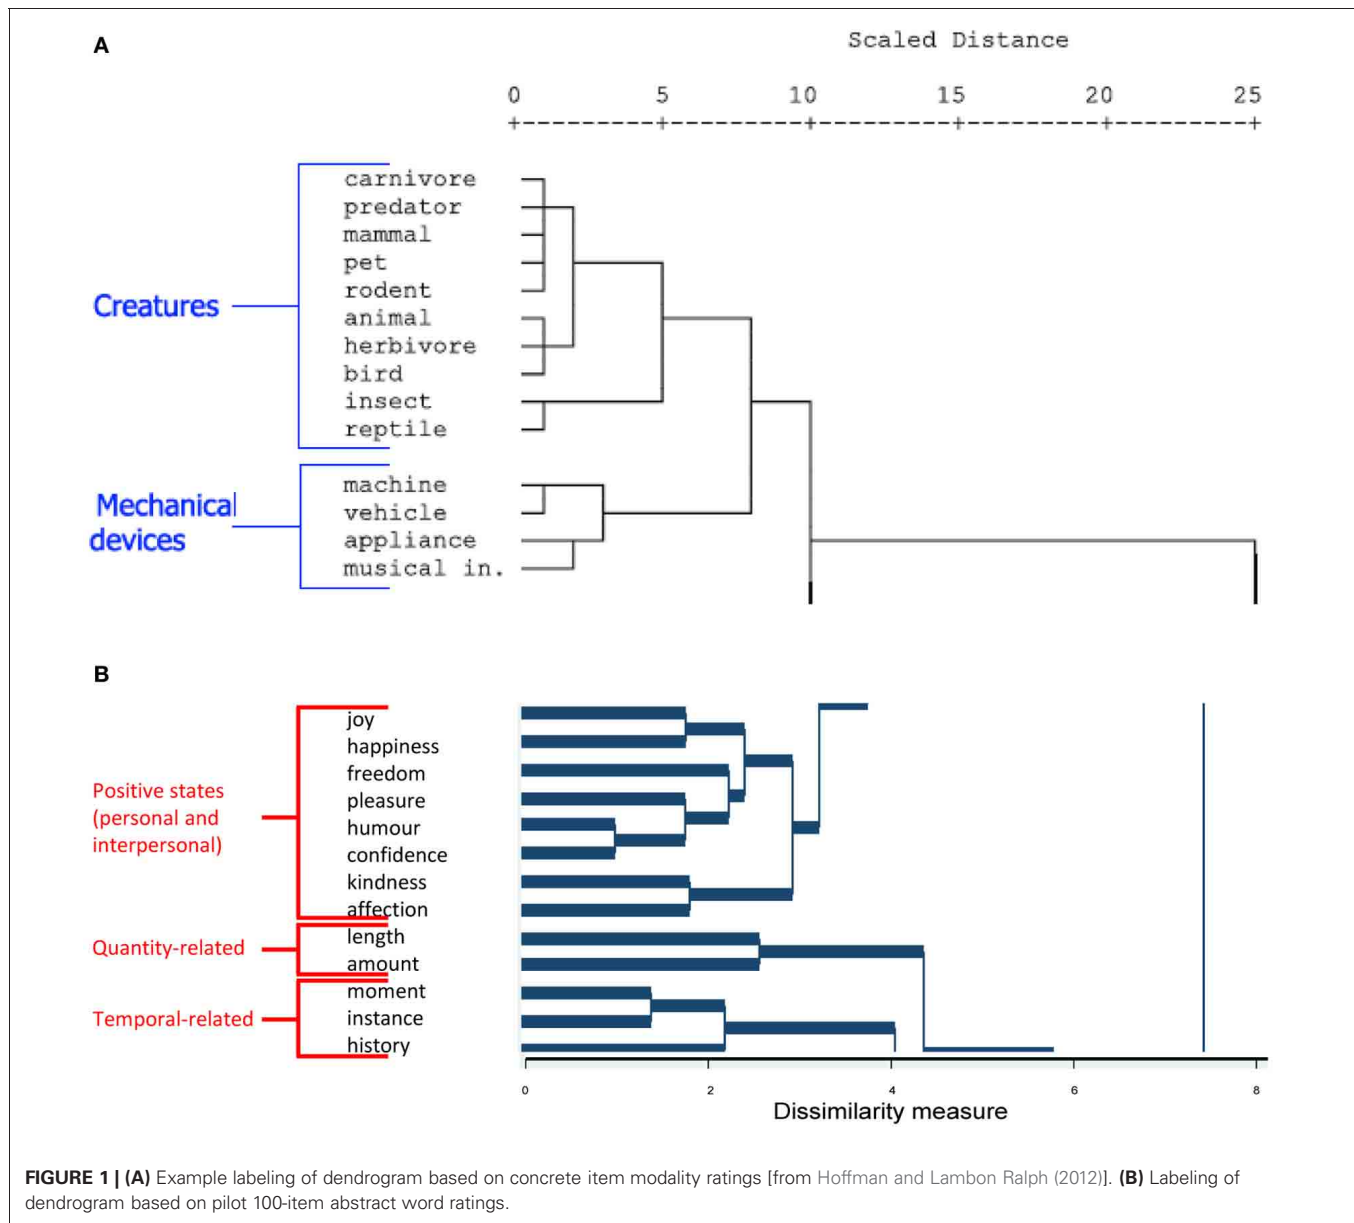 A
Scaled Distance
0 5 10 15 20 25
carnivore
predator
mammal
pet
rodent
animal
herbivore
bird
insect
reptile
Creatures
machine
vehicle
appliance
musical in.
Mechanical
devices
B
joy
happiness
freedom
pleasure
humour
confidence
kindness
affection
Positive states
(personal and
interpersonal)
length
amount
Quantity-related
moment
instance
history
Temporal-related
0 2 4 6 8
Dissimilarity measure
FIGURE 1 | (A) Example labeling of dendrogram based on concrete item modality ratings [from Hoffman and Lambon Ralph (2012)]. (B) Labeling of
dendrogram based on pilot 100-item abstract word ratings.